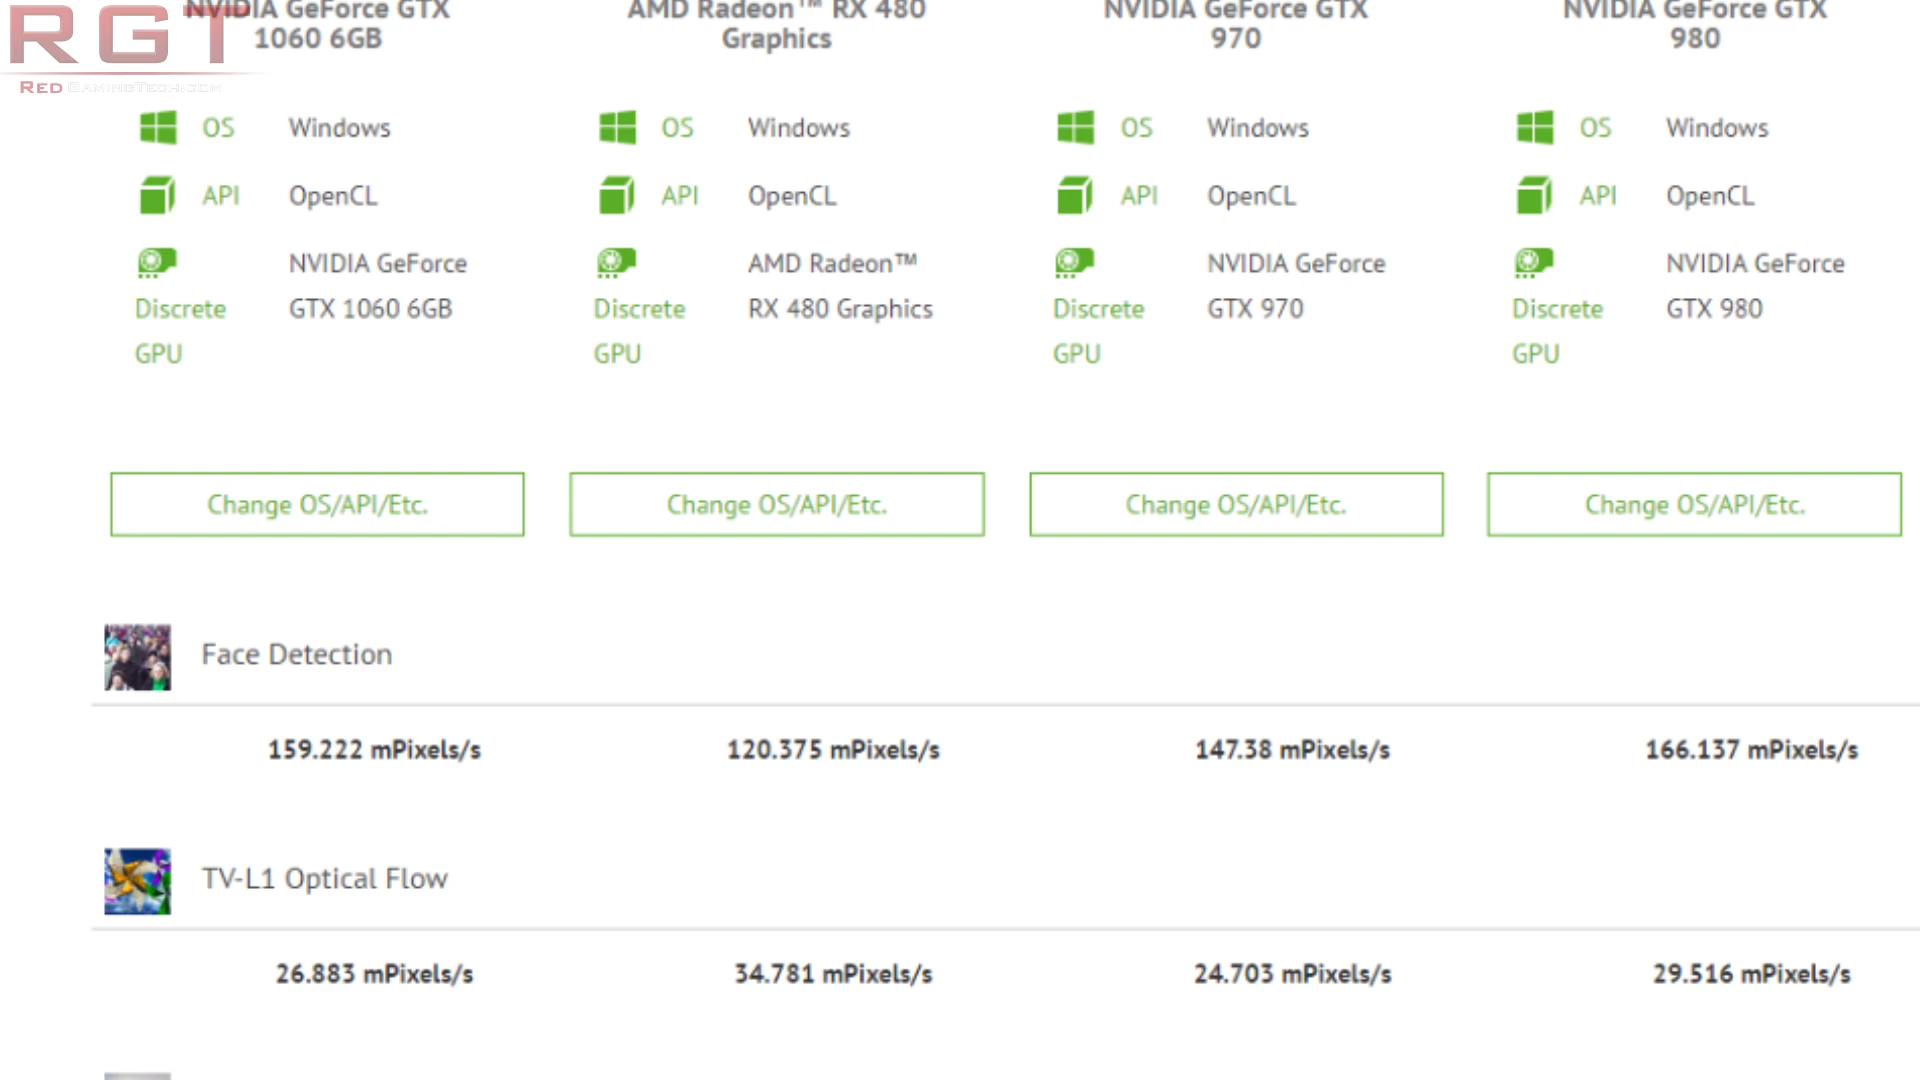 RGT
RED GAMINGTECH.COM
NVIDIA GeForce GTX 1060 6GB
AMD Radeon™ RX 480 Graphics
NVIDIA GeForce GTX 970
NVIDIA GeForce GTX 980
OS Windows OS Windows OS Windows OS Windows
API OpenCL API OpenCL API OpenCL API OpenCL
Discrete GPU NVIDIA GeForce GTX 1060 6GB
Discrete GPU AMD Radeon™ RX 480 Graphics
Discrete GPU NVIDIA GeForce GTX 970
Discrete GPU NVIDIA GeForce GTX 980
Change OS/API/Etc. Change OS/API/Etc. Change OS/API/Etc. Change OS/API/Etc.
Face Detection
159.222 mPixels/s 120.375 mPixels/s 147.38 mPixels/s 166.137 mPixels/s
TV-L1 Optical Flow
26.883 mPixels/s 34.781 mPixels/s 24.703 mPixels/s 29.516 mPixels/s